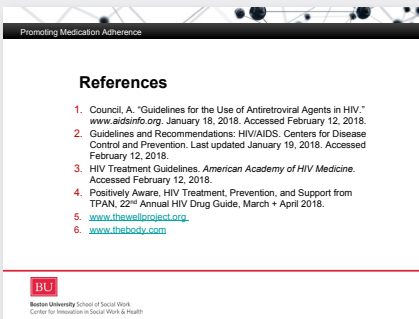 Promoting Medication Adherence
References
1. Council, A. “Guidelines for the Use of Antiretroviral Agents in HIV.”
www.aidsinfo.org. January 18, 2018. Accessed February 12, 2018.
2. Guidelines and Recommendations: HIV/AIDS. Centers for Disease
Control and Prevention. Last updated January 19, 2018. Accessed
February 12, 2018.
3. HIV Treatment Guidelines. American Academy of HIV Medicine.
Accessed February 12, 2018.
4. Positively Aware, HIV Treatment, Prevention, and Support from
TPAN, 22nd Annual HIV Drug Guide, March + April 2018.
5. www.thewellproject.org
6. www.thebody.com
BU
Boston University School of Social Work
Center for Innovation in Social Work & Health